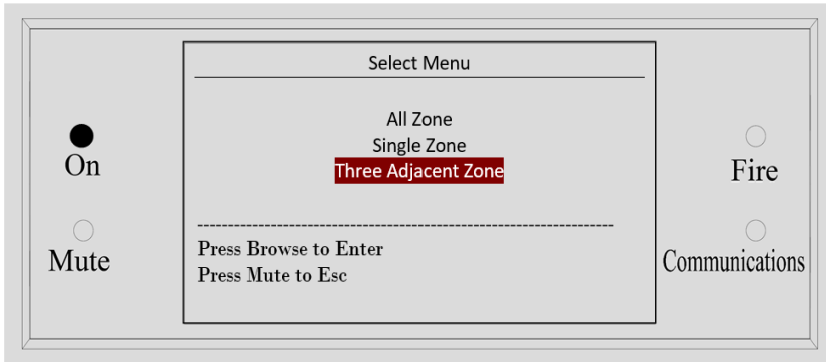 Select Menu
All Zone
Single Zone
Three Adjacent Zone
Press Browse to Enter
Press Mute to Esc
On
Mute
Fire
Communications